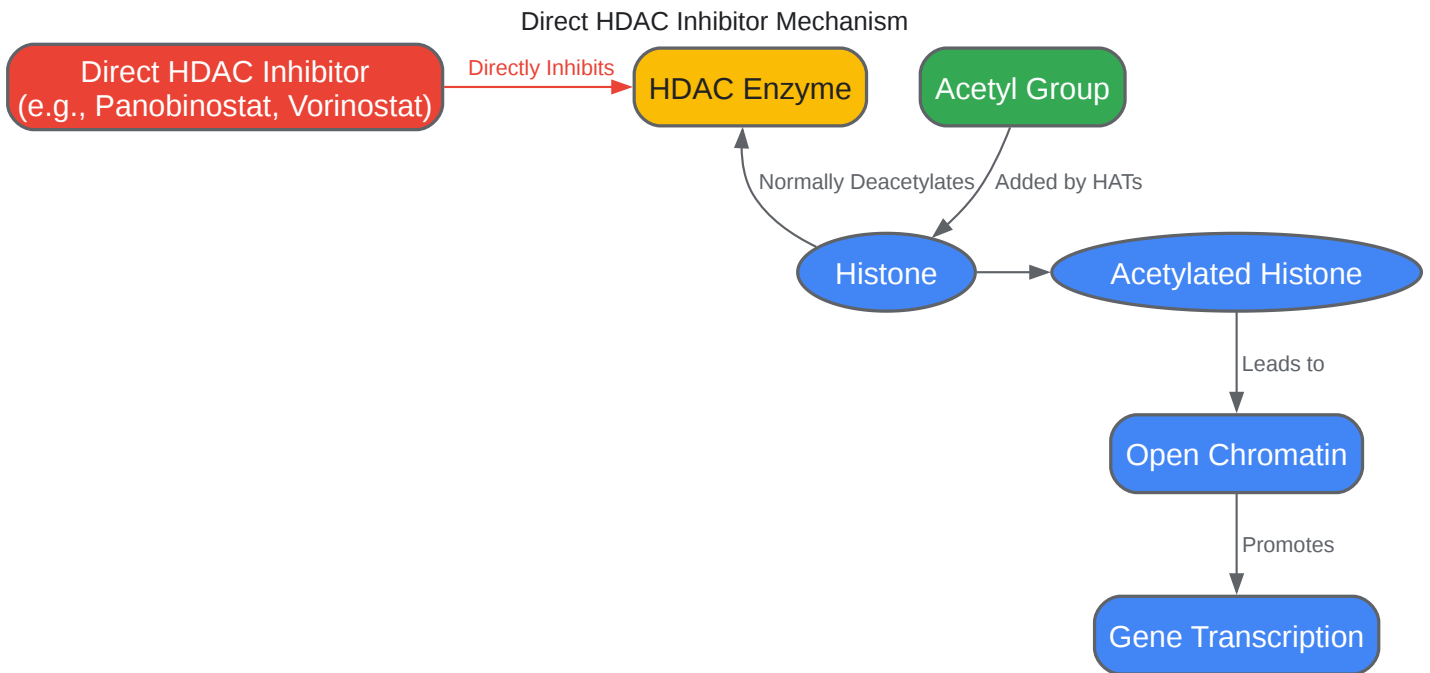 Direct HDAC Inhibitor Mechanism
Direct HDAC Inhibitor
(e.g., Panobinostat, Vorinostat)
Directly Inhibits
HDAC Enzyme
Acetyl Group
Normally Deacetylates
Added by HATs
Histone
Acetylated Histone
Leads to
Open Chromatin
Promotes
Gene Transcription